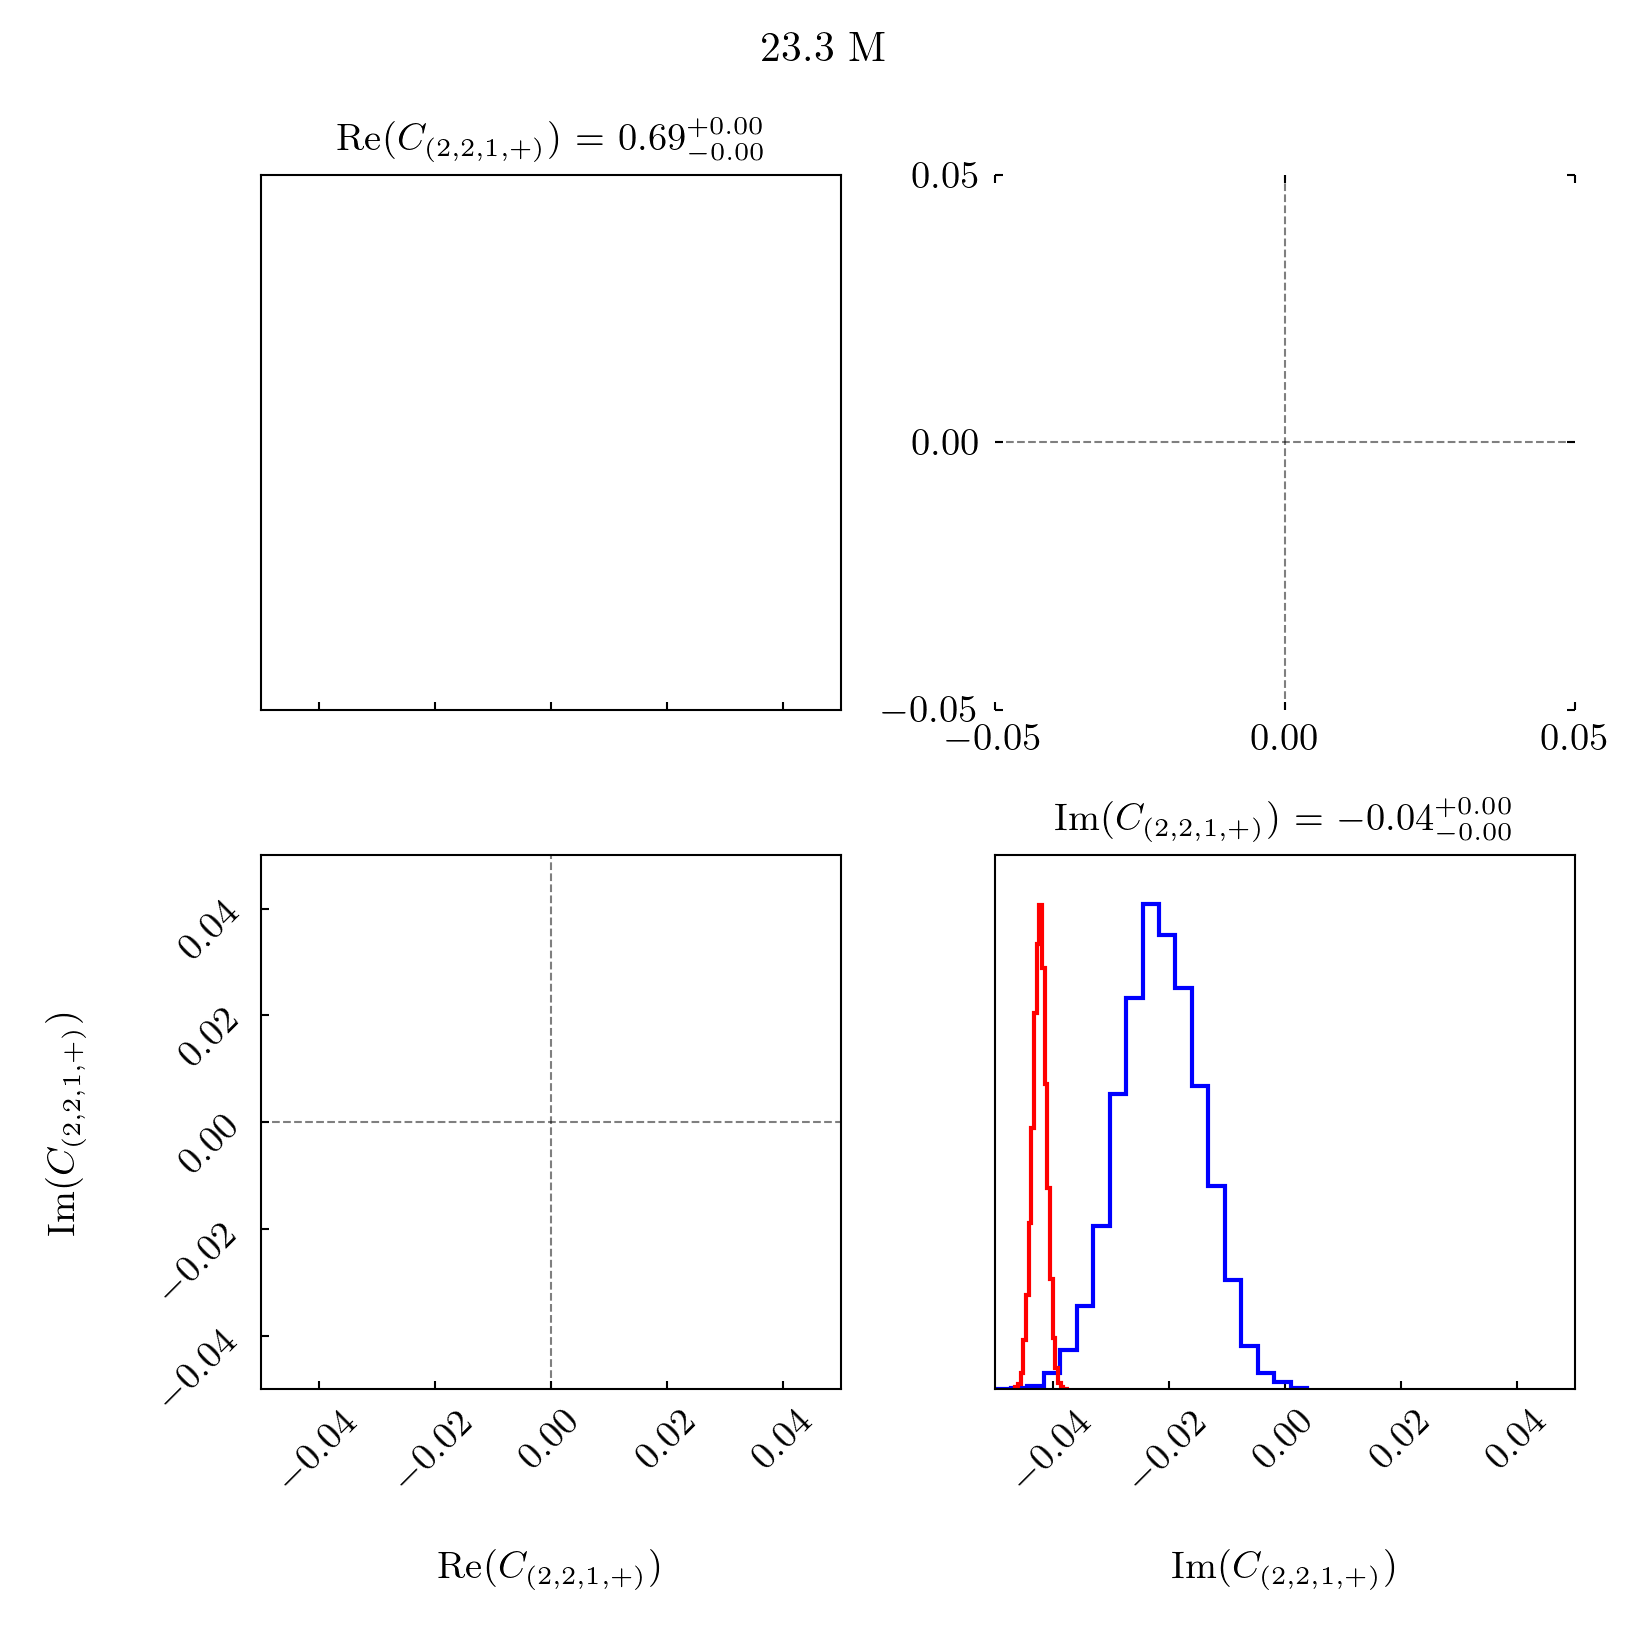 23.3 M
Re(C_(2,2,1,+)) = 0.69^{+0.00}_{−0.00}
0.05
0.00
−0.05
−0.05 0.00 0.05
Im(C_(2,2,1,+)) = −0.04^{+0.00}_{−0.00}
Im(C_(2,2,1,+))
0.04
0.02
0.00
−0.02
−0.04
−0.04 −0.02 0.00 0.02 0.04
−0.04 −0.02 0.00 0.02 0.04
Re(C_(2,2,1,+))
Im(C_(2,2,1,+))